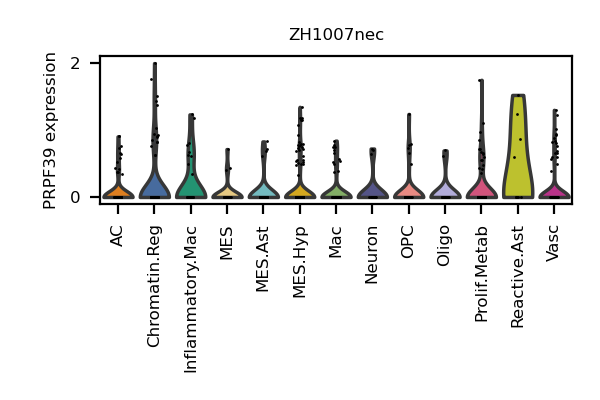 ZH1007nec
PRPF39 expression
2
0
AC
Chromatin.Reg
Inflammatory.Mac
MES
MES.Ast
MES.Hyp
Mac
Neuron
OPC
Oligo
Prolif.Metab
Reactive.Ast
Vasc